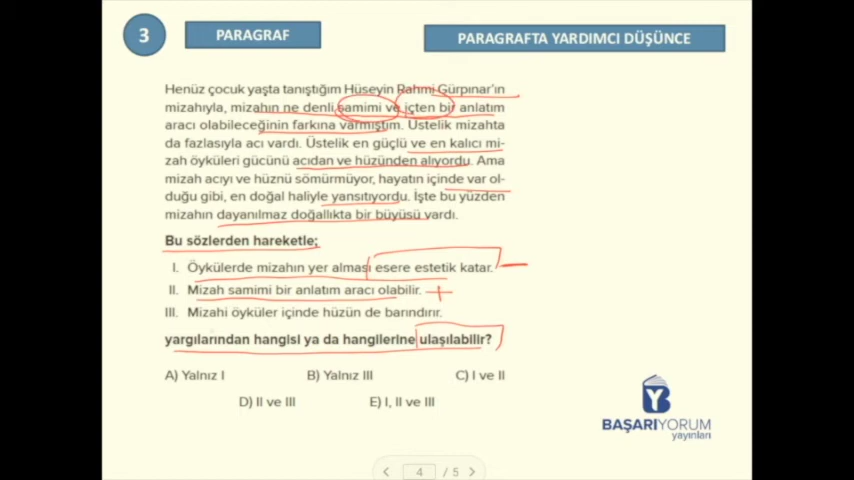 3
PARAGRAF
PARAGRAFTA YARDIMCI DÜŞÜNCE
Henüz çocuk yaşta tanıştığım Hüseyin Rahmi Gürpınar'ın
mizahıyla, mizahın ne denli samimi ve içten bir anlatım
aracı olabileceğinin farkına varmıştım. Üstelik mizahta
da fazlasıyla acı vardı. Üstelik en güçlü ve en kalıcı mi-
zah öyküleri gücünü acıdan ve hüzünden alıyordu. Ama
mizah acıyı ve hüznü sömürmüyor, hayatın içinde var ol-
duğu gibi, en doğal haliyle yansıtıyordu. İşte bu yüzden
mizahın dayanılmaz doğallıkta bir büyüsü vardı.
Bu sözlerden hareketle;
I. Öykülerde mizahın yer alması esere estetik katar.
II. Mizah samimi bir anlatım aracı olabilir.
III. Mizahi öyküler içinde hüzün de barındırır.
yargılarından hangisi ya da hangilerine ulaşılabilir?
A) Yalnız I B) Yalnız III C) I ve II
D) II ve III E) I, II ve III
BAŞARIYORUM
yayınları
4 / 5